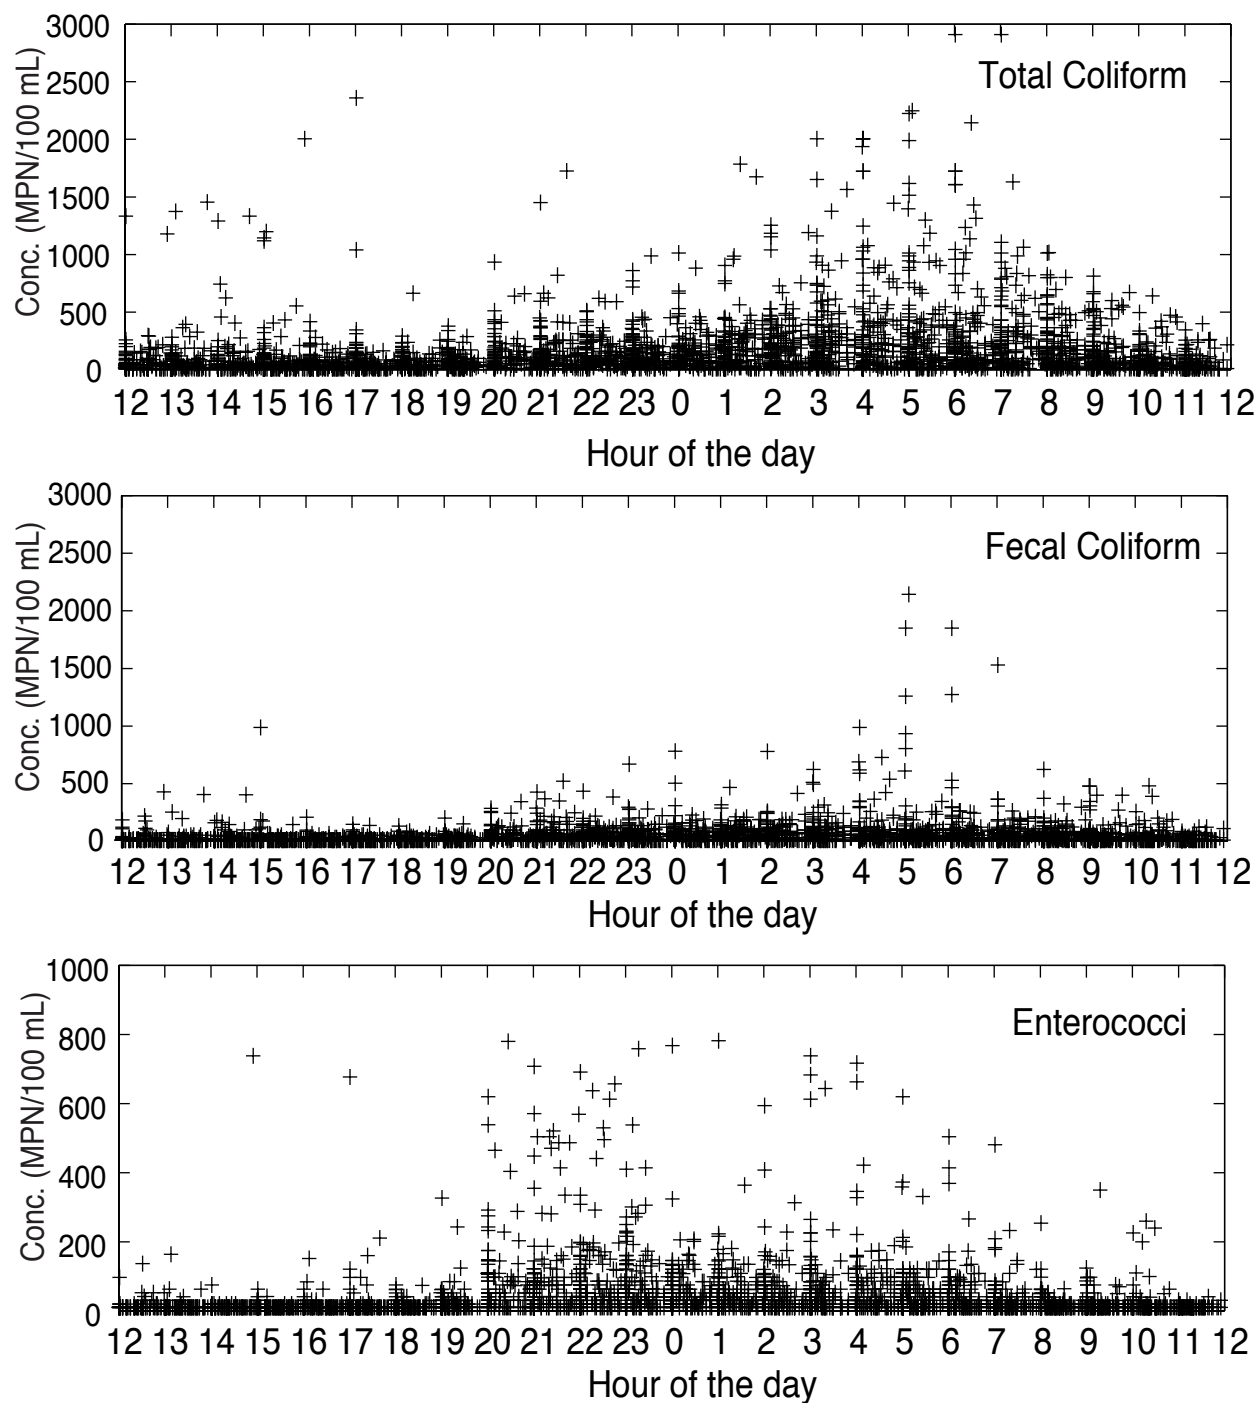 Total Coliform
Conc. (MPN/100 mL)
3000
2500
2000
1500
1000
500
0
12 13 14 15 16 17 18 19 20 21 22 23 0 1 2 3 4 5 6 7 8 9 10 11 12
Hour of the day
Fecal Coliform
Conc. (MPN/100 mL)
3000
2500
2000
1500
1000
500
0
12 13 14 15 16 17 18 19 20 21 22 23 0 1 2 3 4 5 6 7 8 9 10 11 12
Hour of the day
Enterococci
Conc. (MPN/100 mL)
1000
800
600
400
200
0
12 13 14 15 16 17 18 19 20 21 22 23 0 1 2 3 4 5 6 7 8 9 10 11 12
Hour of the day